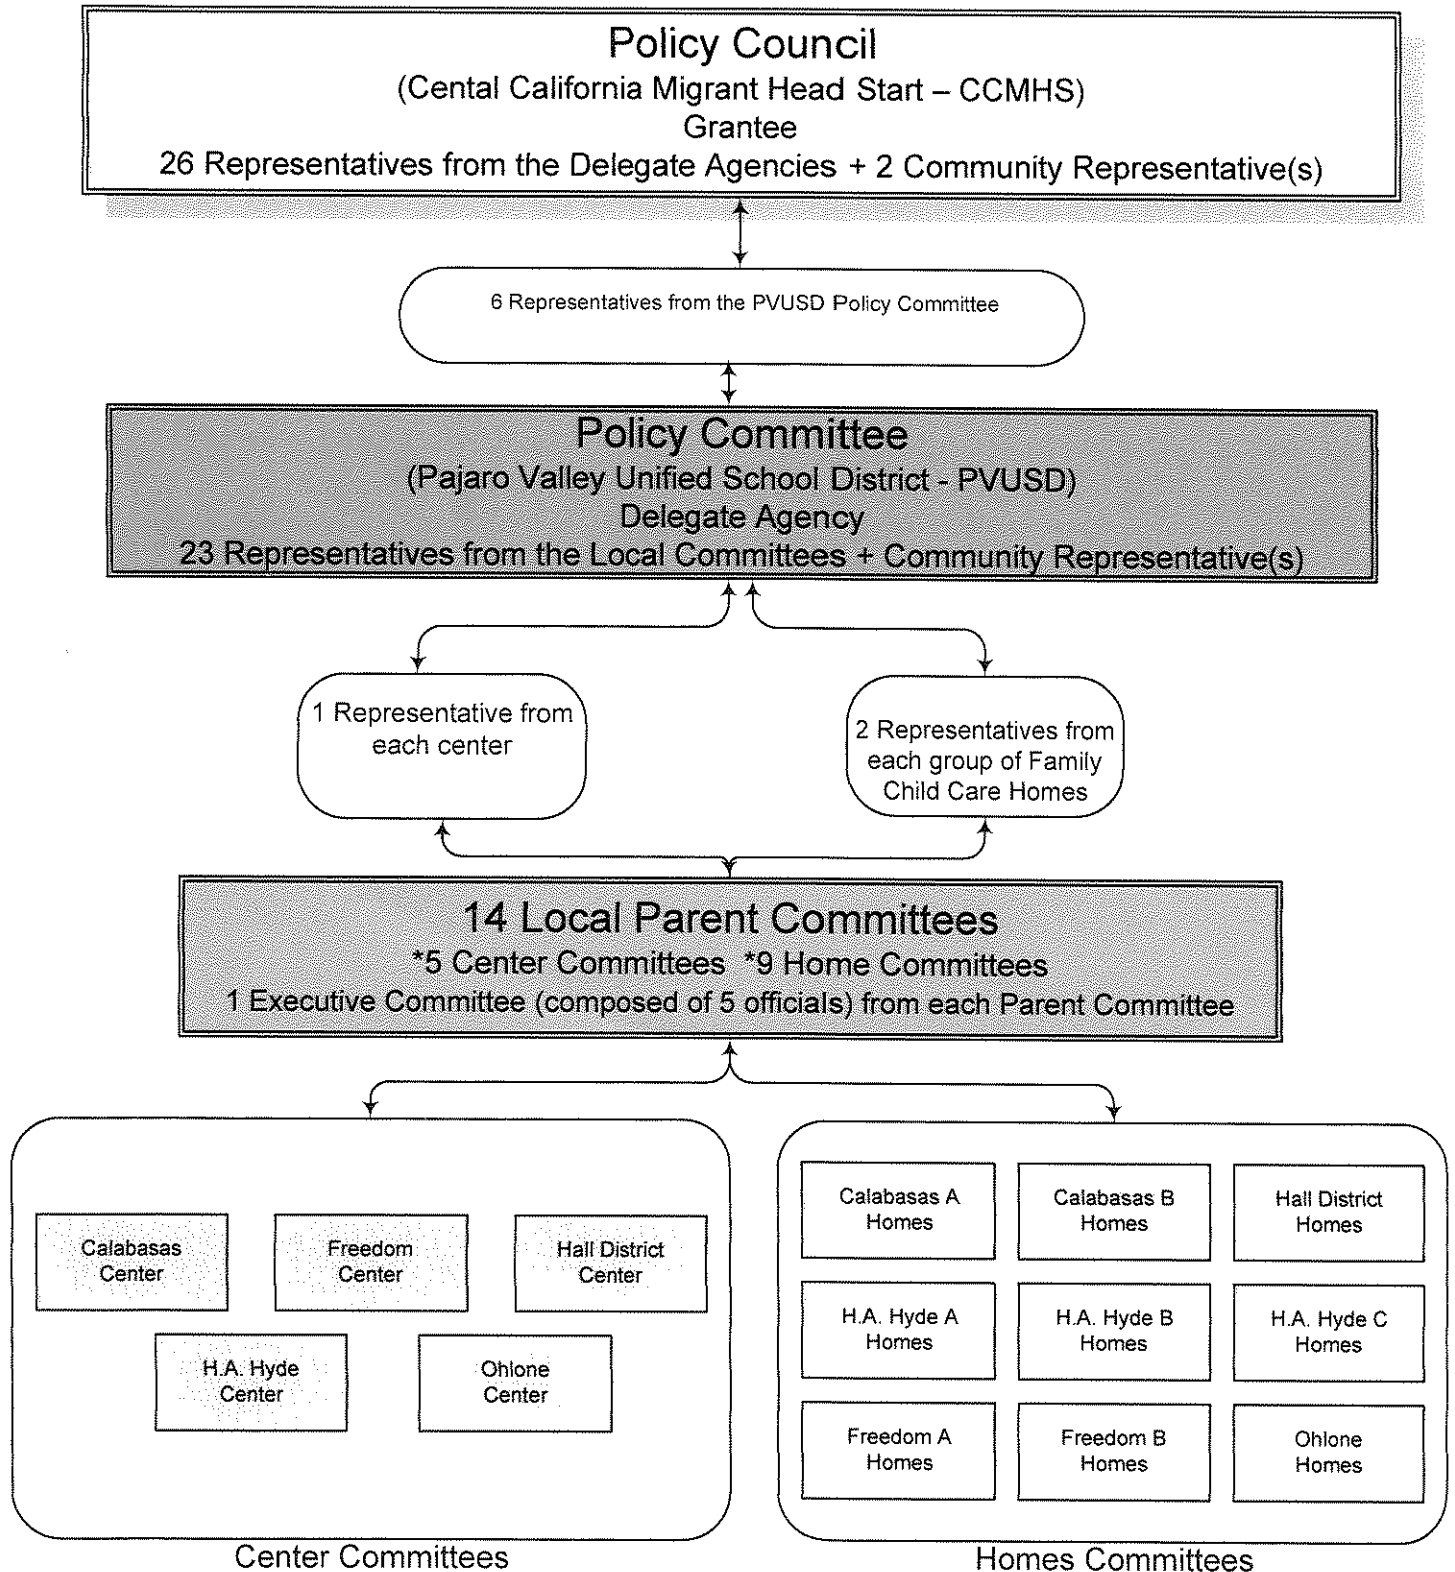 Policy Council
(Cental California Migrant Head Start – CCMHS)
Grantee
26 Representatives from the Delegate Agencies + 2 Community Representative(s)
6 Representatives from the PVUSD Policy Committee
Policy Committee
(Pajaro Valley Unified School District - PVUSD)
Delegate Agency
23 Representatives from the Local Committees + Community Representative(s)
1 Representative from
each center
2 Representatives from
each group of Family
Child Care Homes
14 Local Parent Committees
*5 Center Committees *9 Home Committees
1 Executive Committee (composed of 5 officials) from each Parent Committee
Calabasas
Center
Freedom
Center
Hall District
Center
H.A. Hyde
Center
Ohlone
Center
Center Committees
Calabasas A
Homes
Calabasas B
Homes
Hall District
Homes
H.A. Hyde A
Homes
H.A. Hyde B
Homes
H.A. Hyde C
Homes
Freedom A
Homes
Freedom B
Homes
Ohlone
Homes
Homes Committees